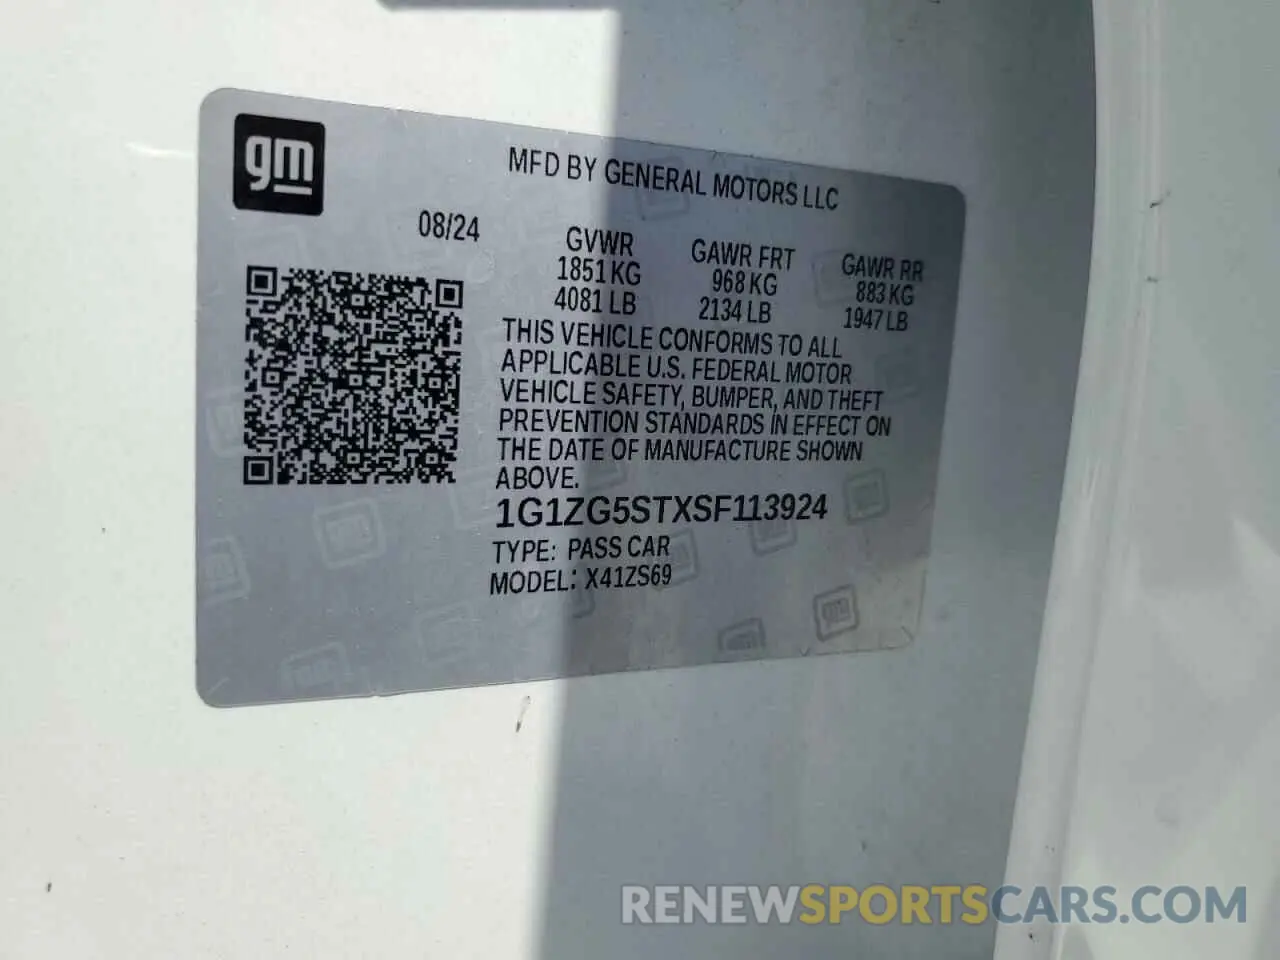 gm
MFD BY GENERAL MOTORS LLC
08/24
GVWR GAWR FRT GAWR RR
1851 KG 968 KG 883 KG
4081 LB 2134 LB 1947 LB
THIS VEHICLE CONFORMS TO ALL
APPLICABLE U.S. FEDERAL MOTOR
VEHICLE SAFETY, BUMPER, AND THEFT
PREVENTION STANDARDS IN EFFECT ON
THE DATE OF MANUFACTURE SHOWN
ABOVE.
1G1ZG5STXSF113924
TYPE: PASS CAR
MODEL: X41ZS69
RENEWSPORTSCARS.COM